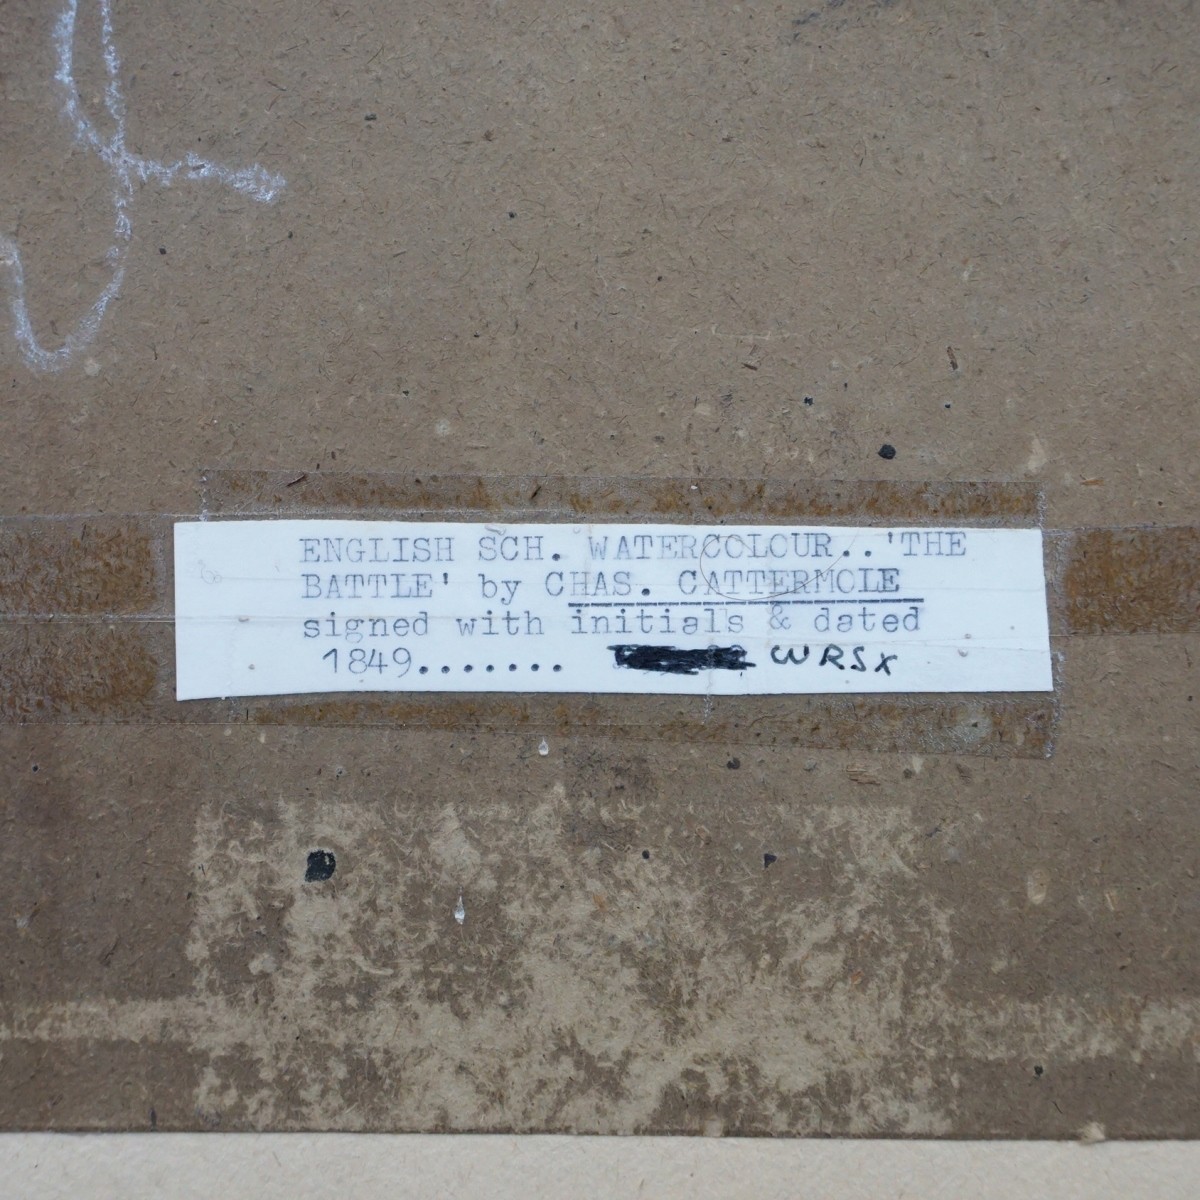 ENGLISH SCH. WATERCOLOUR..'THE
BATTLE' by CHAS. CATTERMOLE
signed with initials & dated
1849....... WRSX